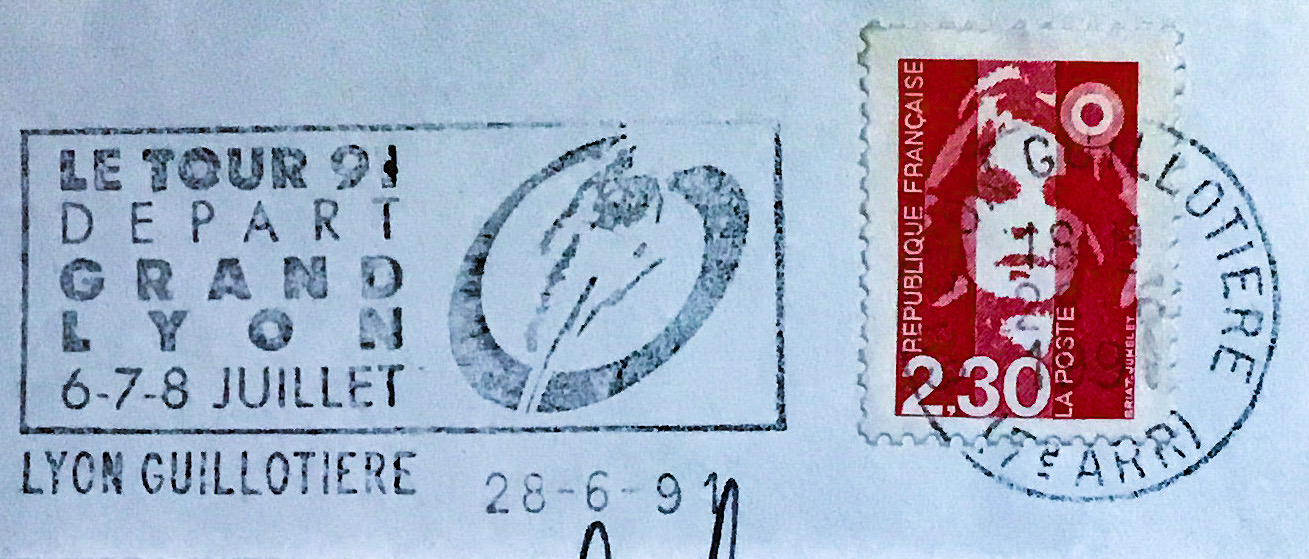 LE TOUR 91
DEPART
GRAND
LYON
6-7-8 JUILLET
LYON GUILLOTIERE
28-6-91
RÉPUBLIQUE FRANÇAISE
2,30
LA POSTE
BRIAT-JUMELET
GUILLOTIERE
(7E ARR)